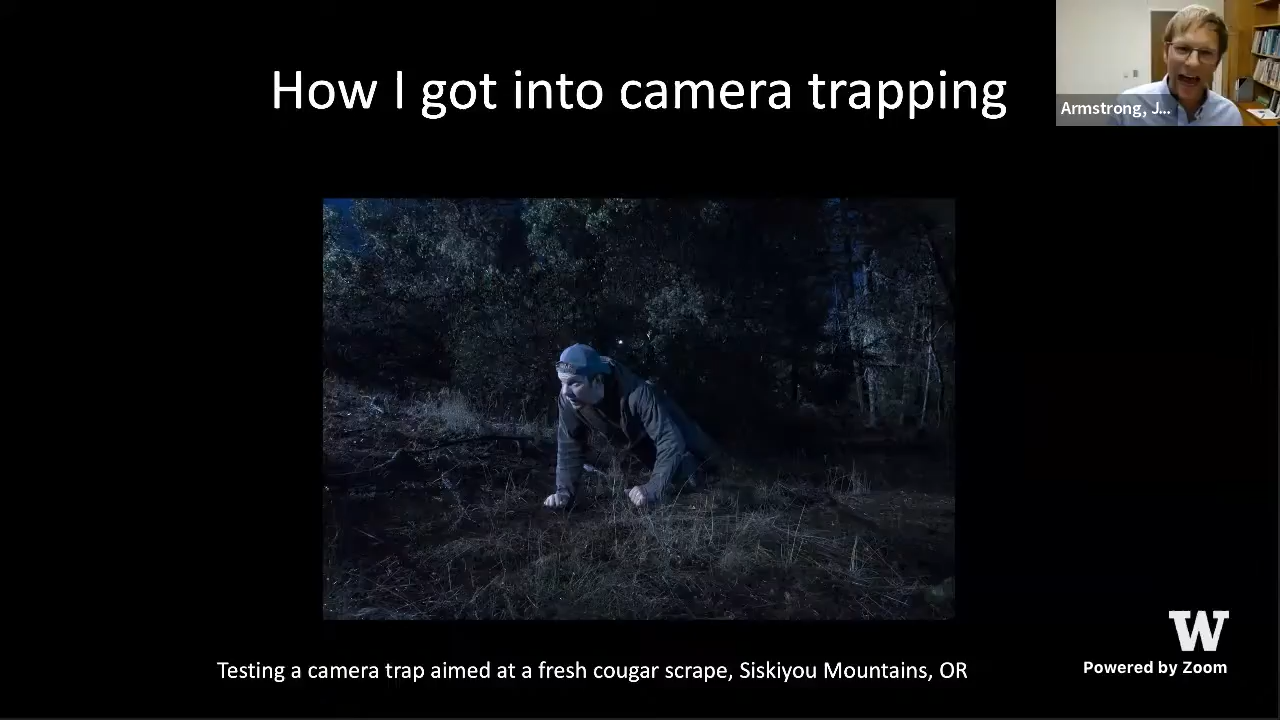 How I got into camera trapping
Armstrong, J...
Testing a camera trap aimed at a fresh cougar scrape, Siskiyou Mountains, OR
W
Powered by Zoom